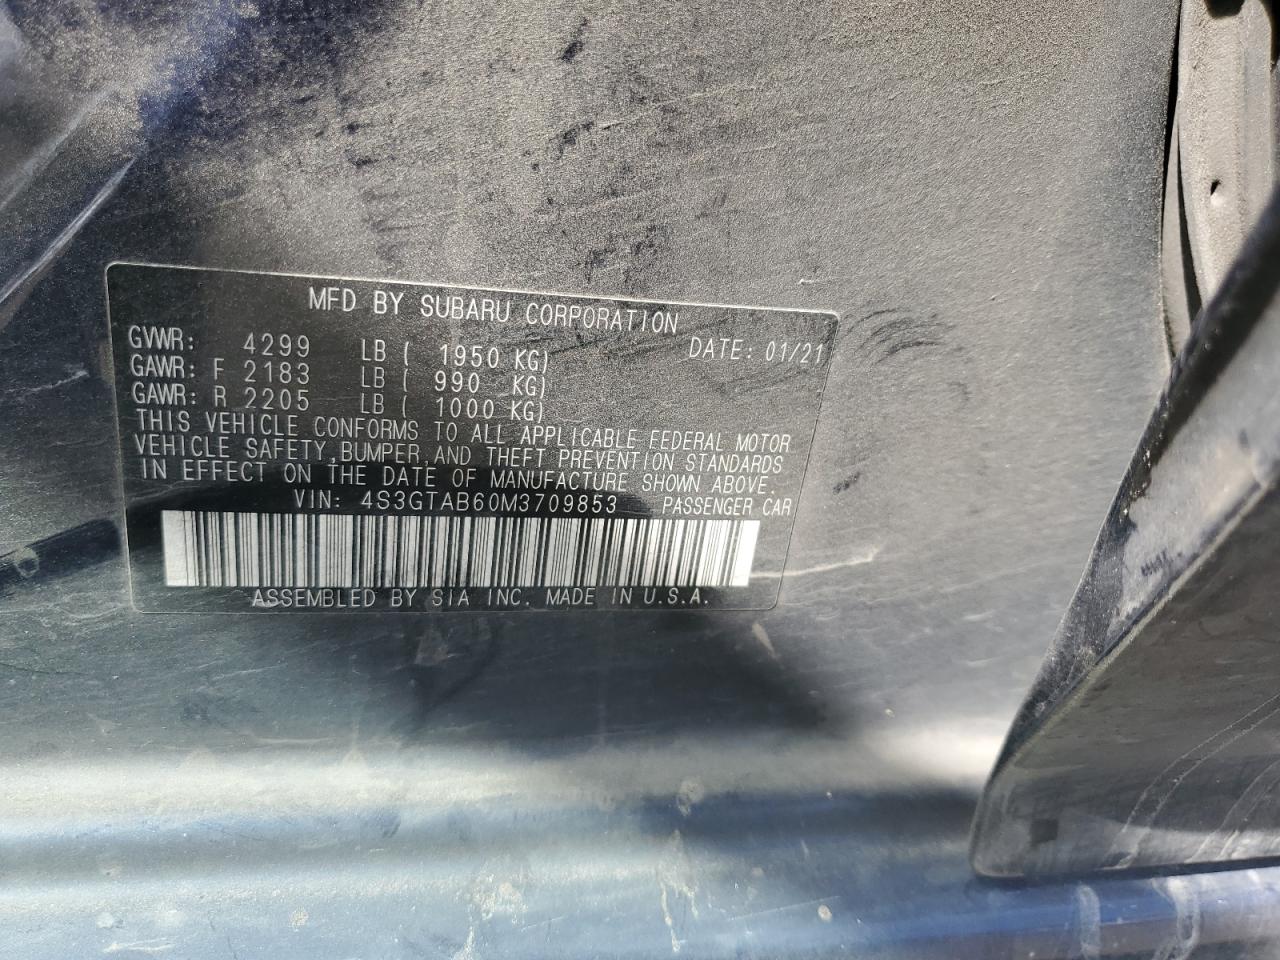 MFD BY SUBARU CORPORATION
GVWR: 4299 LB ( 1950 KG) DATE: 01/21
GAWR: F 2183 LB ( 990 KG)
GAWR: R 2205 LB ( 1000 KG)
THIS VEHICLE CONFORMS TO ALL APPLICABLE FEDERAL MOTOR
VEHICLE SAFETY, BUMPER AND THEFT PREVENTION STANDARDS
IN EFFECT ON THE DATE OF MANUFACTURE SHOWN ABOVE.
VIN: 4S3GTAB60M3709853 PASSENGER CAR
ASSEMBLED BY SIA INC. MADE IN U.S.A.